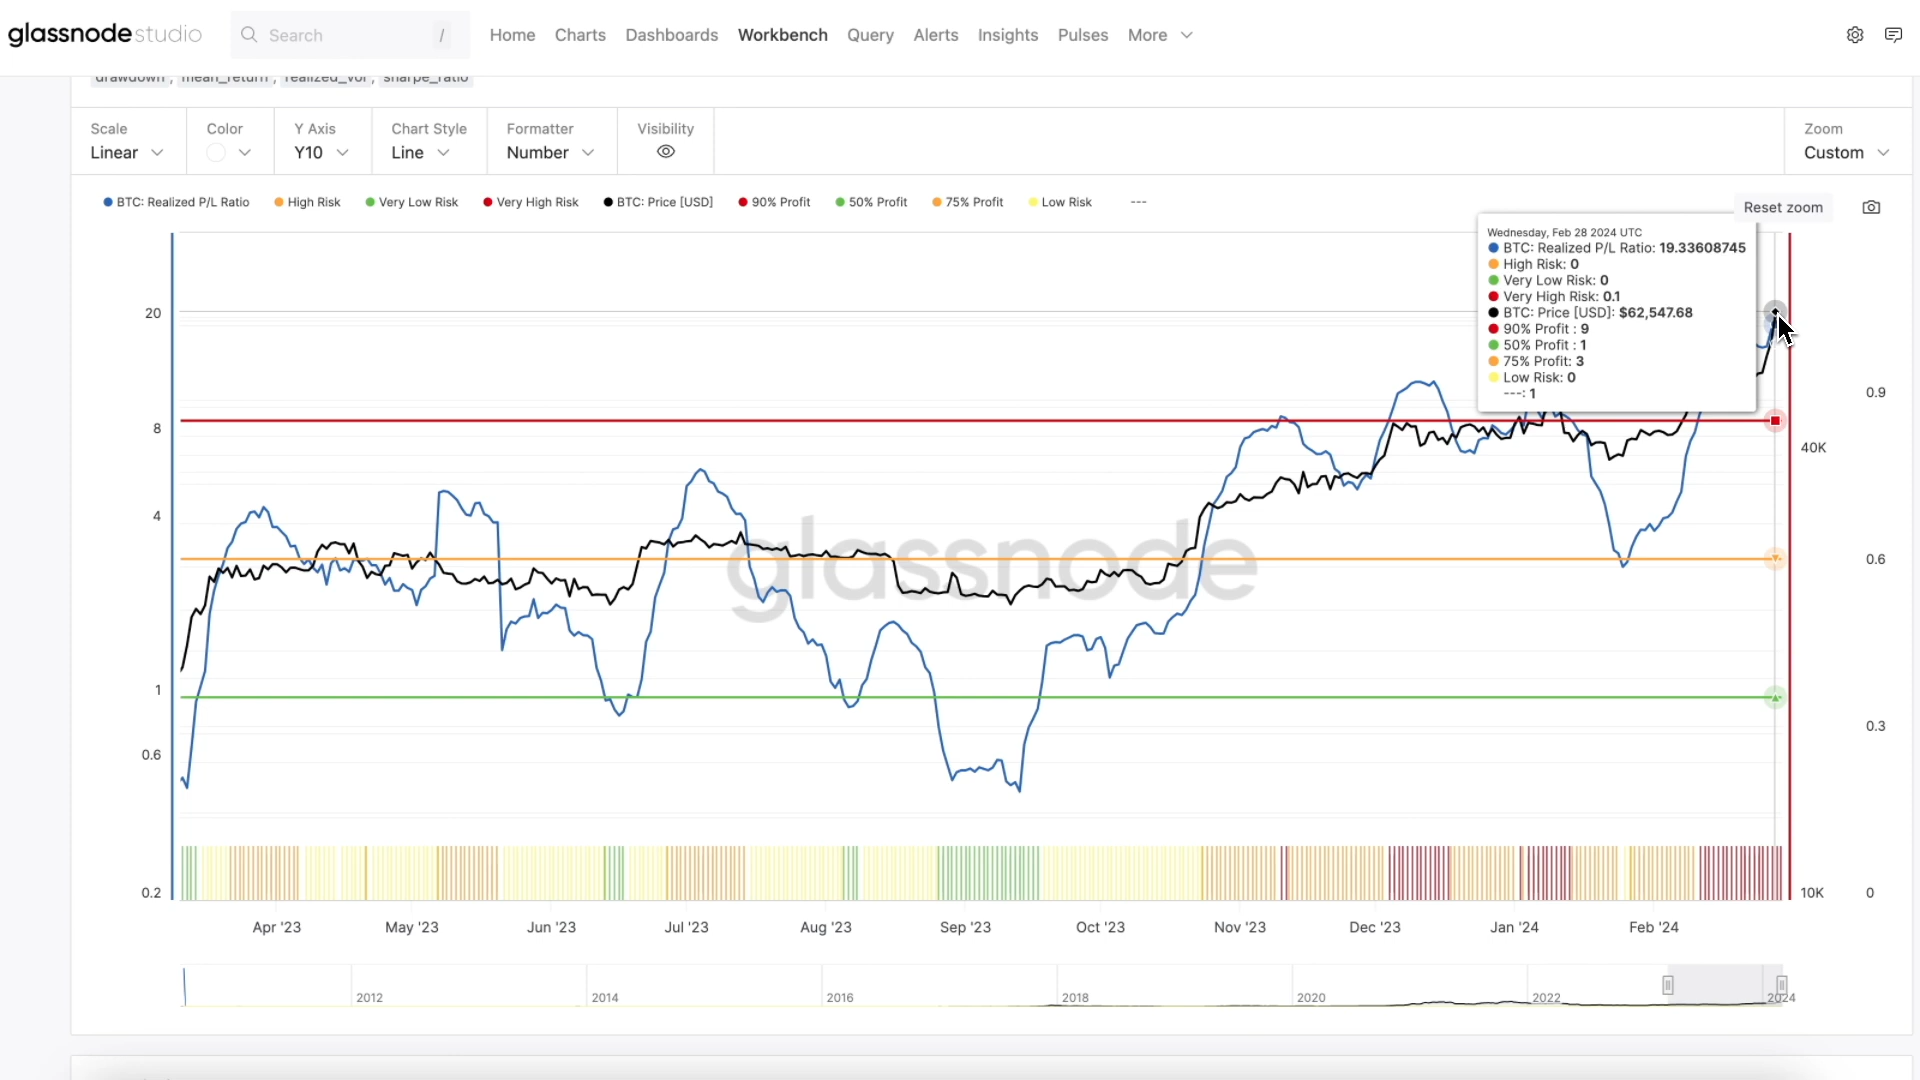 glassnodestudio
Search /
Home Charts Dashboards Workbench Query Alerts Insights Pulses More
drawdown, mean_return, realized_vol, sharpe_ratio
Scale Color Y Axis Chart Style Formatter Visibility Zoom
Linear Y10 Line Number Custom
BTC: Realized P/L Ratio High Risk Very Low Risk Very High Risk BTC: Price [USD] 90% Profit 50% Profit 75% Profit Low Risk ---
Reset zoom
Wednesday, Feb 28 2024 UTC
BTC: Realized P/L Ratio: 19.33608745
High Risk: 0
Very Low Risk: 0
Very High Risk: 0.1
BTC: Price [USD]: $62,547.68
90% Profit : 9
50% Profit : 1
75% Profit: 3
Low Risk: 0
---: 1
20
8
4
1
0.6
0.2
40K
10K
0.9
0.6
0.3
0
glassnode
Apr '23 May '23 Jun '23 Jul '23 Aug '23 Sep '23 Oct '23 Nov '23 Dec '23 Jan '24 Feb '24
2012 2014 2016 2018 2020 2022 2024